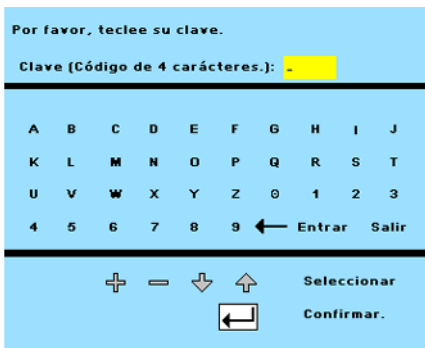 Por favor, teclee su clave.
Clave (Código de 4 carácteres.): -
A B C D E F G H I J
K L M N O P Q R S T
U V W X Y Z 0 1 2 3
4 5 6 7 8 9 ← Entrar Salir
Seleccionar
Confirmar.